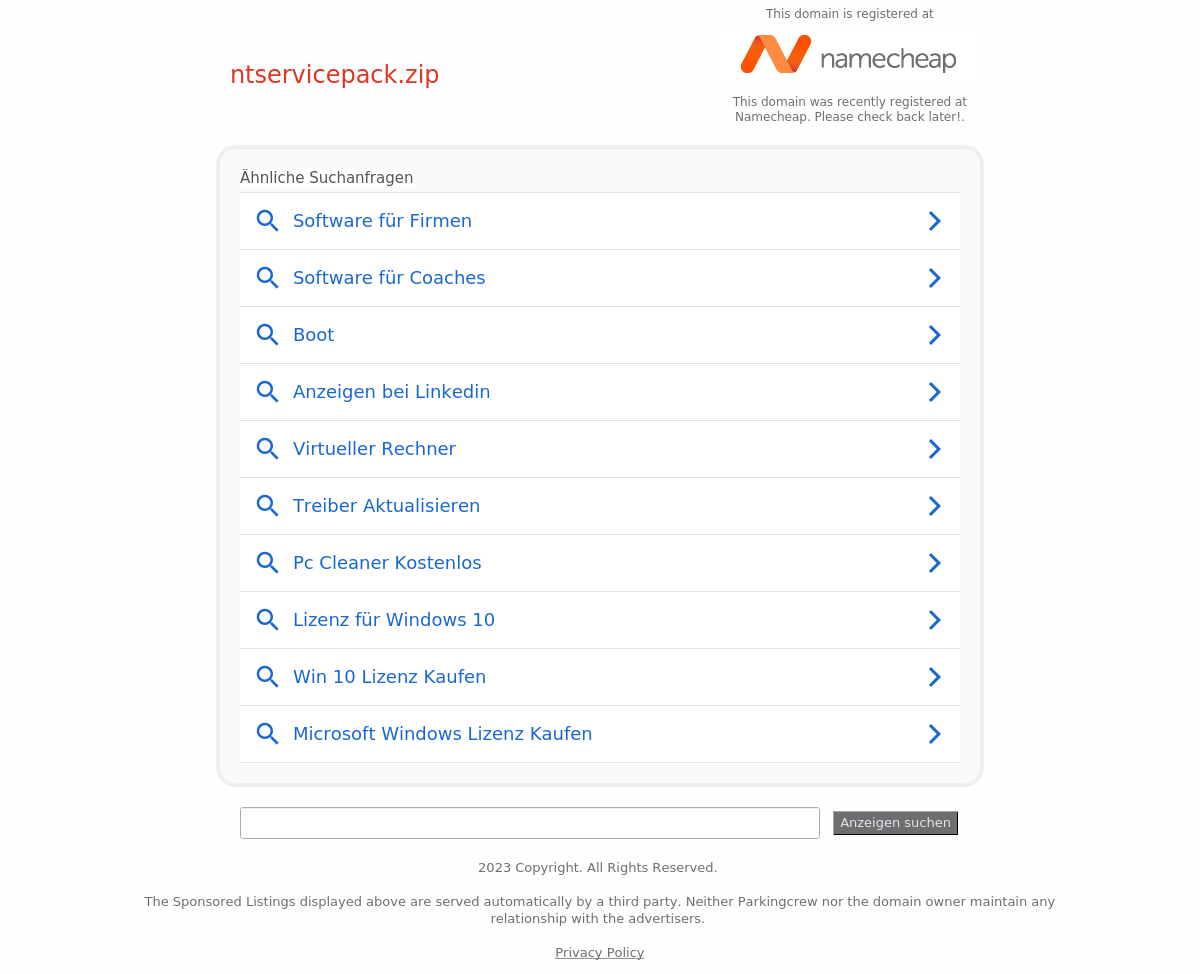 This domain is registered at
namecheap
ntservicepack.zip
This domain was recently registered at
Namecheap. Please check back later!.
Ähnliche Suchanfragen
Software für Firmen
Software für Coaches
Boot
Anzeigen bei Linkedin
Virtueller Rechner
Treiber Aktualisieren
Pc Cleaner Kostenlos
Lizenz für Windows 10
Win 10 Lizenz Kaufen
Microsoft Windows Lizenz Kaufen
Anzeigen suchen
2023 Copyright. All Rights Reserved.
The Sponsored Listings displayed above are served automatically by a third party. Neither Parkingcrew nor the domain owner maintain any
relationship with the advertisers.
Privacy Policy